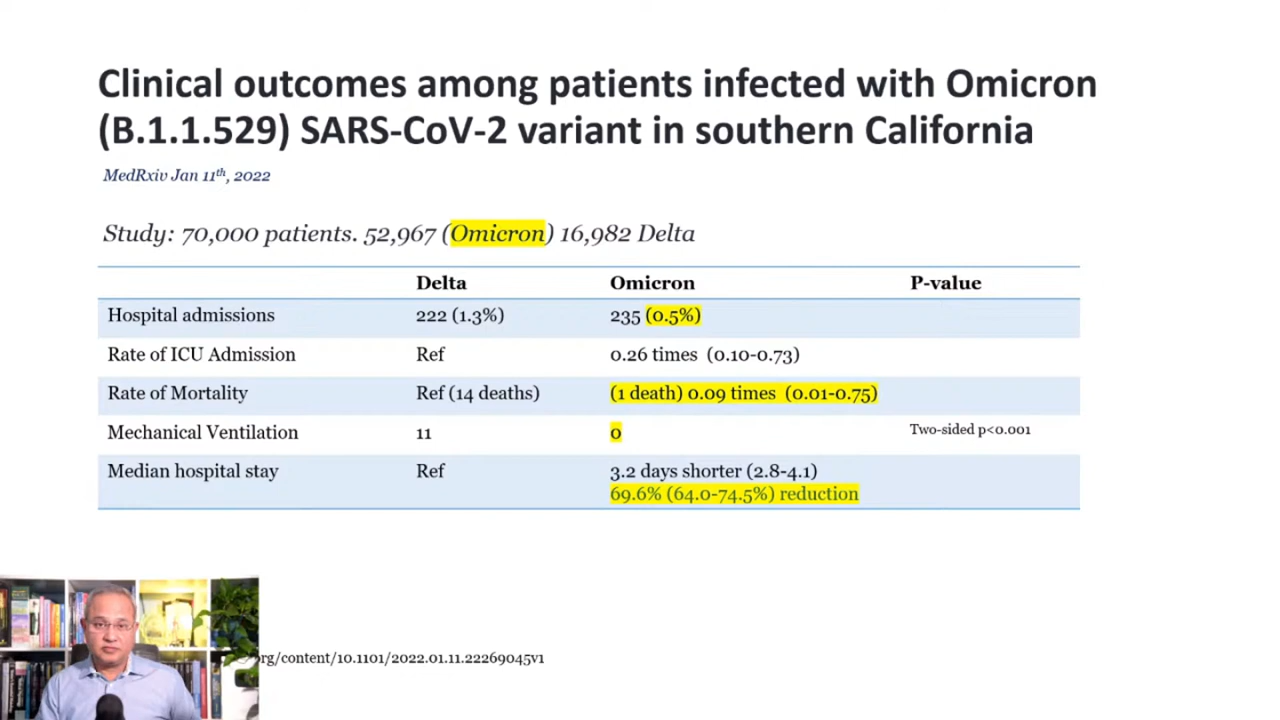 Clinical outcomes among patients infected with Omicron
(B.1.1.529) SARS-CoV-2 variant in southern California
MedRxiv Jan 11th, 2022
Study: 70,000 patients. 52,967 (Omicron) 16,982 Delta
Delta Omicron P-value
Hospital admissions 222 (1.3%) 235 (0.5%)
Rate of ICU Admission Ref 0.26 times (0.10-0.73)
Rate of Mortality Ref (14 deaths) (1 death) 0.09 times (0.01-0.75)
Mechanical Ventilation 11 0 Two-sided p<0.001
Median hospital stay Ref 3.2 days shorter (2.8-4.1)
69.6% (64.0-74.5%) reduction
org/content/10.1101/2022.01.11.22269045v1